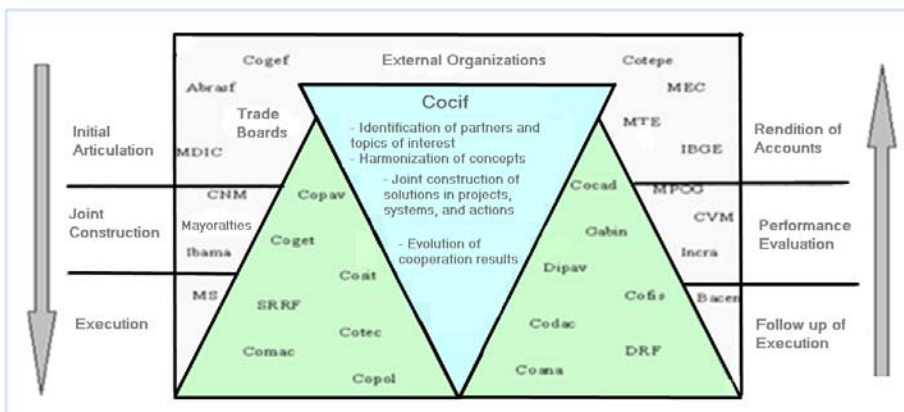 External Organizations
Cogef
Cotepe
Abrasf
MEC
Trade
Boards
MTE
MDIC
IBGE
CNM
MPOG
Mayoralties
CVM
Ibama
Incra
MS
Bacen
Cocif
- Identification of partners and
topics of interest
- Harmonization of concepts
- Joint construction of
solutions in projects,
systems, and actions
- Evolution of
cooperation results
Copav
Coget
Coat
SRRF
Cotec
Comac
Copol
Cocad
Gabin
Dipav
Cofis
Codac
DRF
Coana
Initial
Articulation
Joint
Construction
Execution
Rendition of
Accounts
Performance
Evaluation
Follow up of
Execution